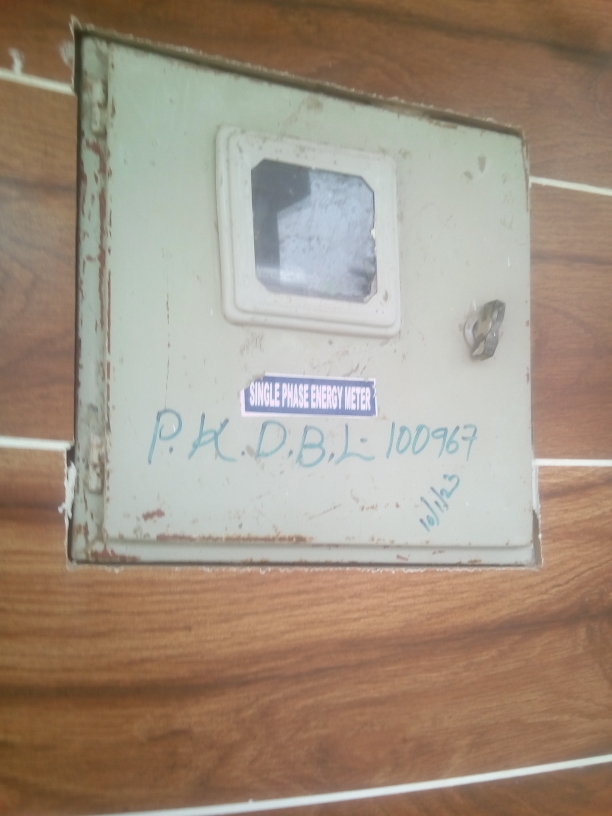 SINGLE PHASE ENERGY METER
P.K.D.B.L- 100967
10/1/23